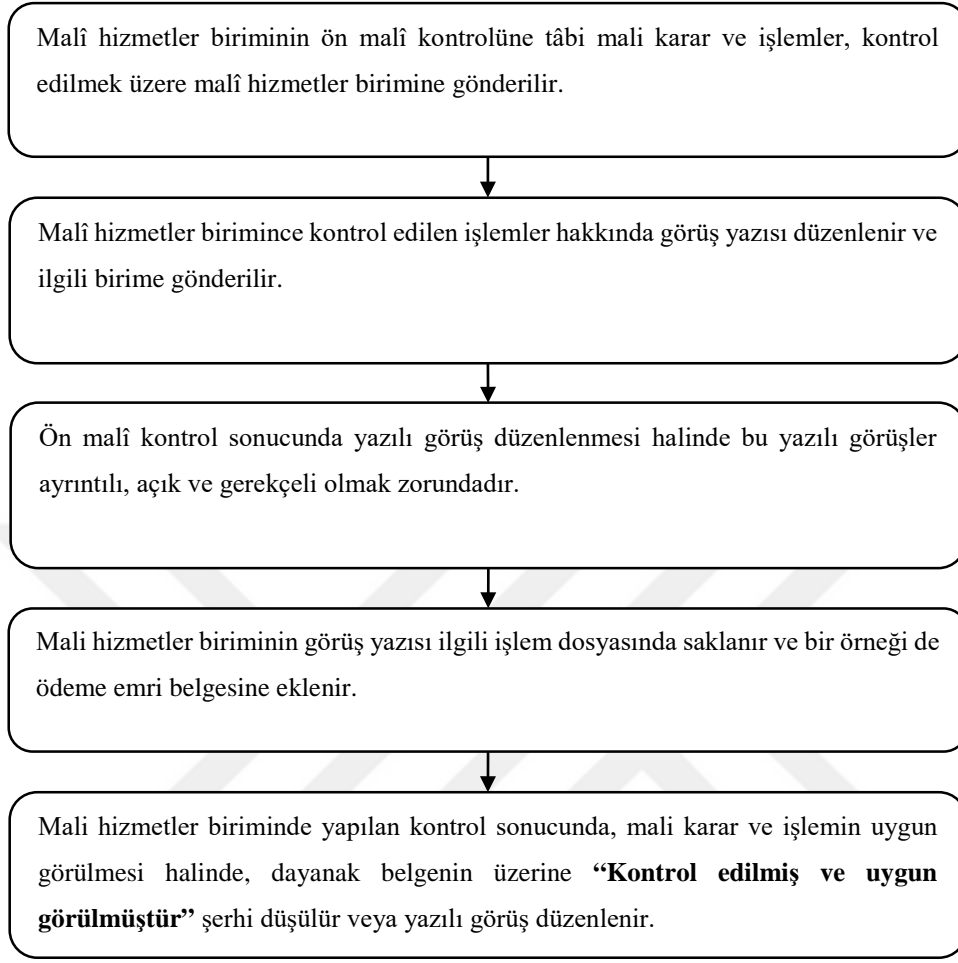 Malî hizmetler biriminin ön malî kontrolüne tâbi mali karar ve işlemler, kontrol
edilmek üzere malî hizmetler birimine gönderilir.
Malî hizmetler birimince kontrol edilen işlemler hakkında görüş yazısı düzenlenir ve
ilgili birime gönderilir.
Ön malî kontrol sonucunda yazılı görüş düzenlenmesi halinde bu yazılı görüşler
ayrıntılı, açık ve gerekçeli olmak zorundadır.
Mali hizmetler biriminin görüş yazısı ilgili işlem dosyasında saklanır ve bir örneği de
ödeme emri belgesine eklenir.
Mali hizmetler biriminde yapılan kontrol sonucunda, mali karar ve işlemin uygun
görülmesi halinde, dayanak belgenin üzerine “Kontrol edilmiş ve uygun
görülmüştür” şerhi düşülür veya yazılı görüş düzenlenir.